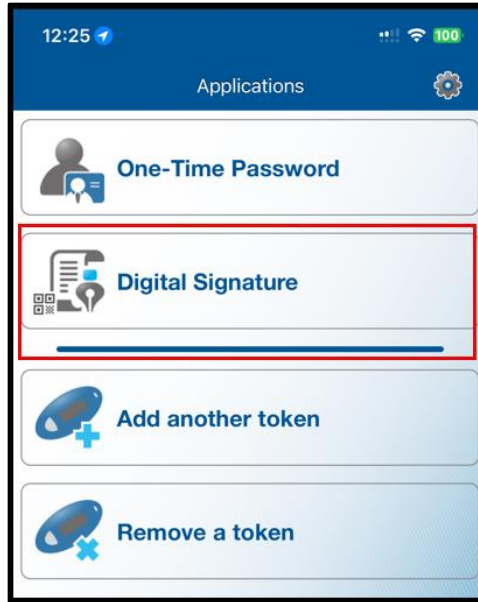 12:25
100
Applications
One-Time Password
Digital Signature
Add another token
Remove a token